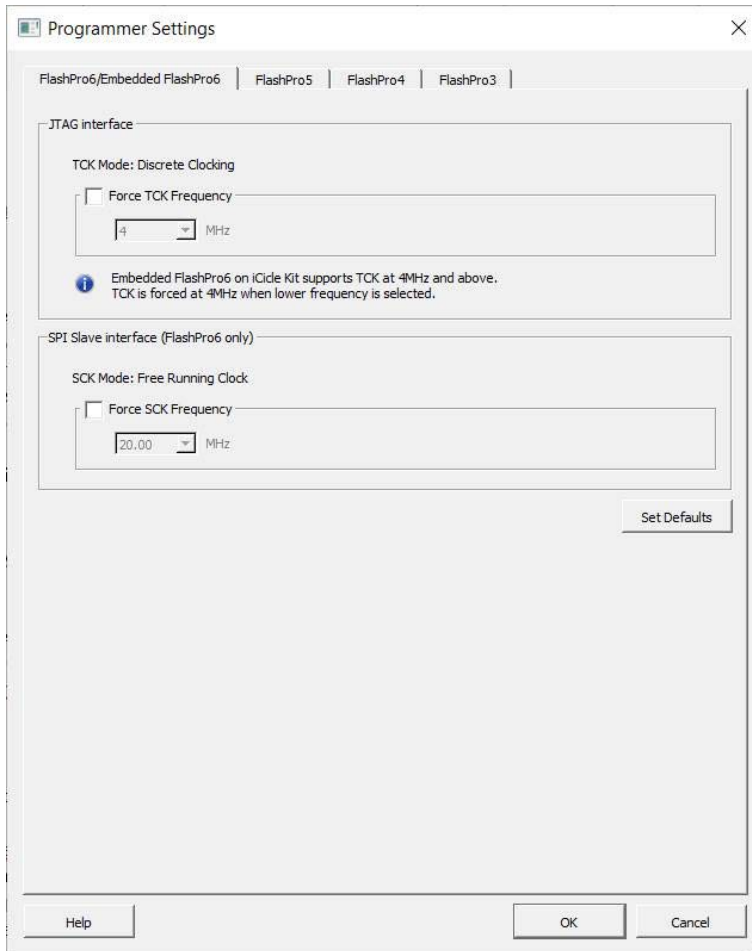 Programmer Settings
FlashPro6/Embedded FlashPro6
FlashPro5
FlashPro4
FlashPro3
JTAG interface
TCK Mode: Discrete Clocking
Force TCK Frequency
4 MHz
Embedded FlashPro6 on iCicle Kit supports TCK at 4MHz and above.
TCK is forced at 4MHz when lower frequency is selected.
SPI Slave interface (FlashPro6 only)
SCK Mode: Free Running Clock
Force SCK Frequency
20.00 MHz
Set Defaults
Help
OK
Cancel